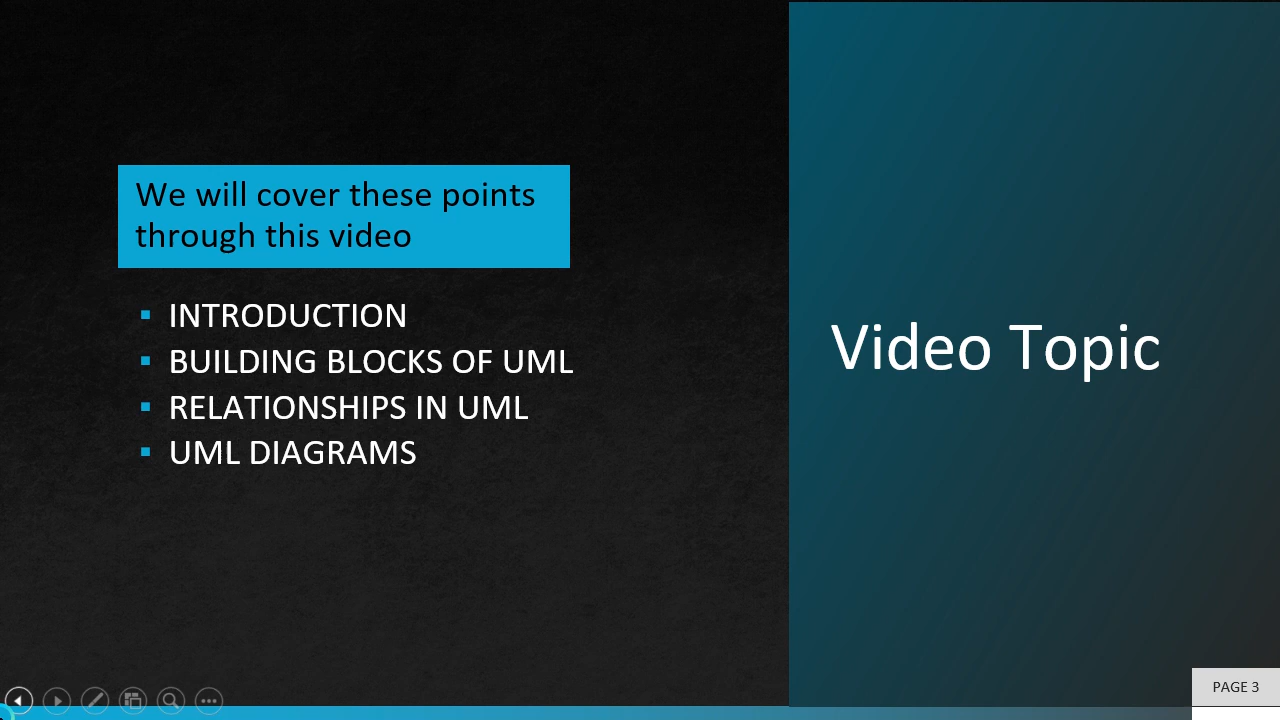 We will cover these points
through this video
INTRODUCTION
BUILDING BLOCKS OF UML
RELATIONSHIPS IN UML
UML DIAGRAMS
Video Topic
PAGE 3